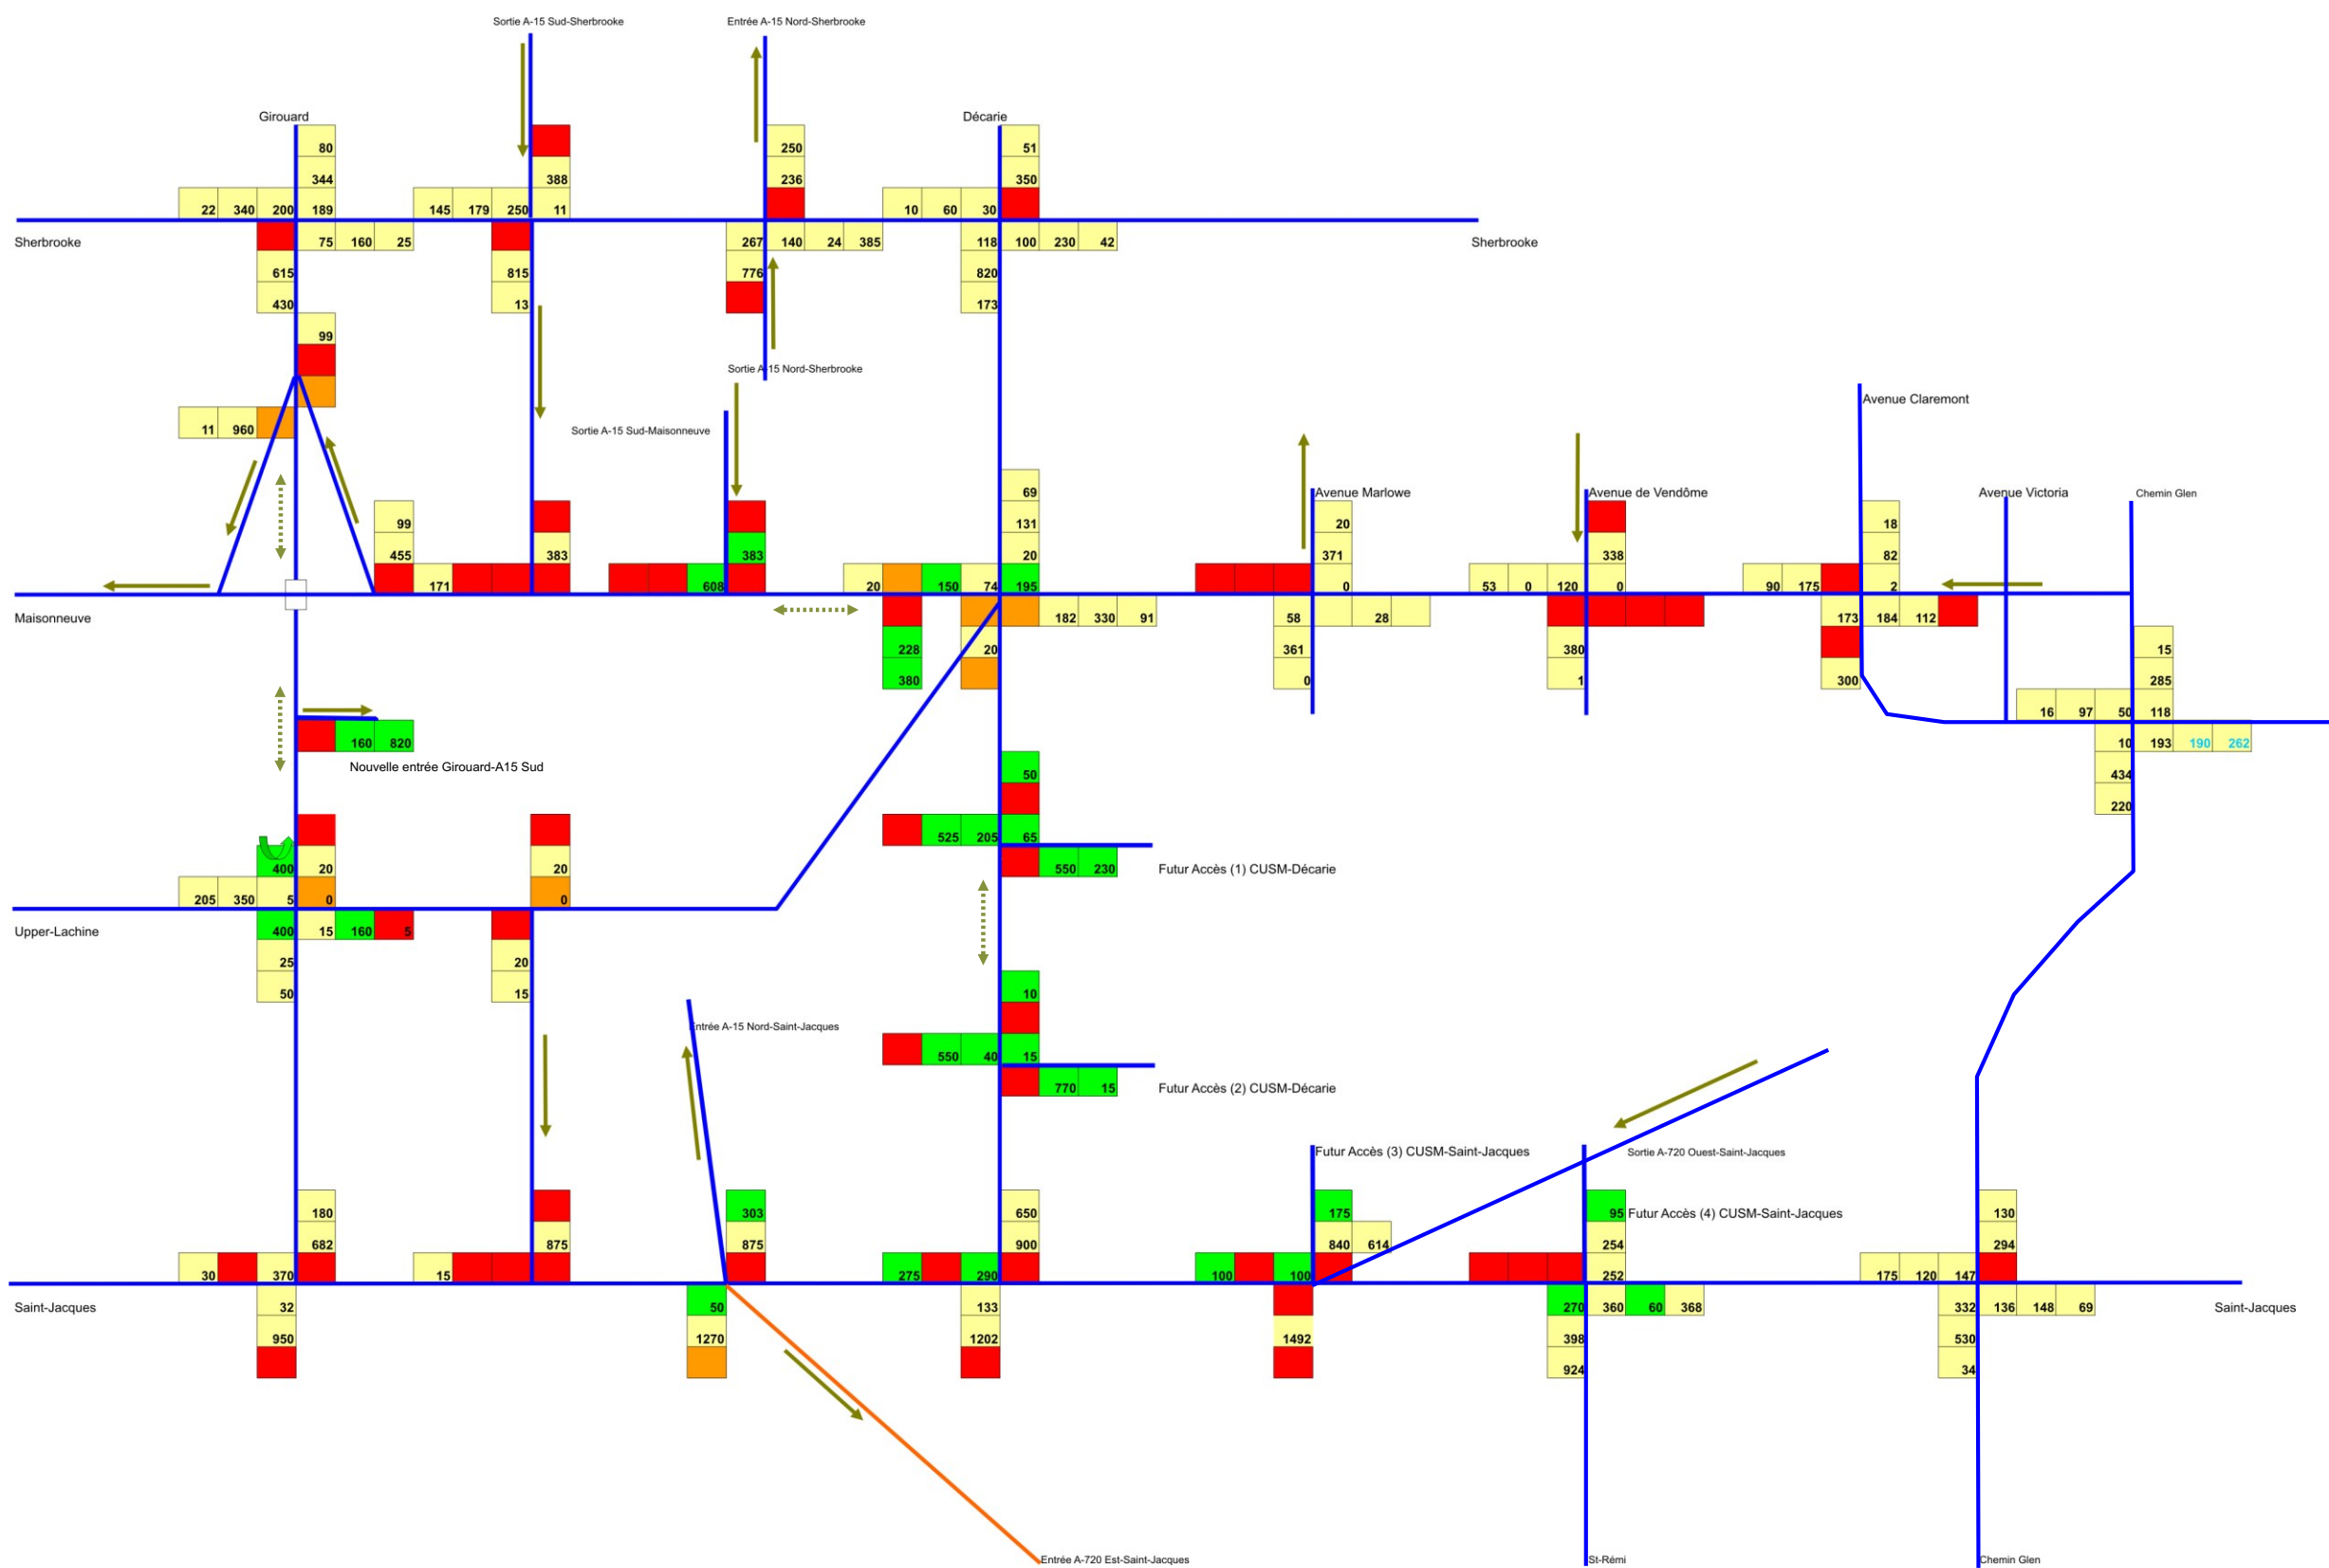 Sortie A-15 Sud-Sherbrooke Entrée A-15 Nord-Sherbrooke
Girouard Décarie
80 250 51
344 388 236 350
22 340 200 189 145 179 250 11 10 60 30
Sherbrooke 75 160 25 267 140 24 385 118 100 230 42 Sherbrooke
615 815 776 820
430 13 173
99
Sortie A-15 Nord-Sherbrooke
Avenue Claremont
11 960 Sortie A-15 Sud-Maisonneuve
69 Avenue Marlowe Avenue de Vendôme Avenue Victoria Chemin Glen
99 131 20 18
455 383 383 20 371 338 82
171 608 20 150 74 195 0 53 0 120 0 90 175 2
Maisonneuve 182 330 91 58 28 173 184 112
228 20 361 380 15
380 0 1 300 285
16 97 50 118
160 820 10 193 190 262
Nouvelle entrée Girouard-A15 Sud 50 434
220
525 205 65
400 20 20 550 230 Futur Accès (1) CUSM-Décarie
205 350 5 0 0
Upper-Lachine 400 15 160 5
25 20
50 15 10
Entrée A-15 Nord-Saint-Jacques
550 40 15
770 15 Futur Accès (2) CUSM-Décarie
Futur Accès (3) CUSM-Saint-Jacques Sortie A-720 Ouest-Saint-Jacques
180 303 650 175 95 Futur Accès (4) CUSM-Saint-Jacques 130
682 875 875 900 840 614 254 294
30 370 15 275 290 100 100 252 175 120 147
Saint-Jacques 32 50 133 270 360 60 368 332 136 148 69 Saint-Jacques
950 1270 1202 1492 398 530
924 34
Entrée A-720 Est-Saint-Jacques St-Rémi Chemin Glen